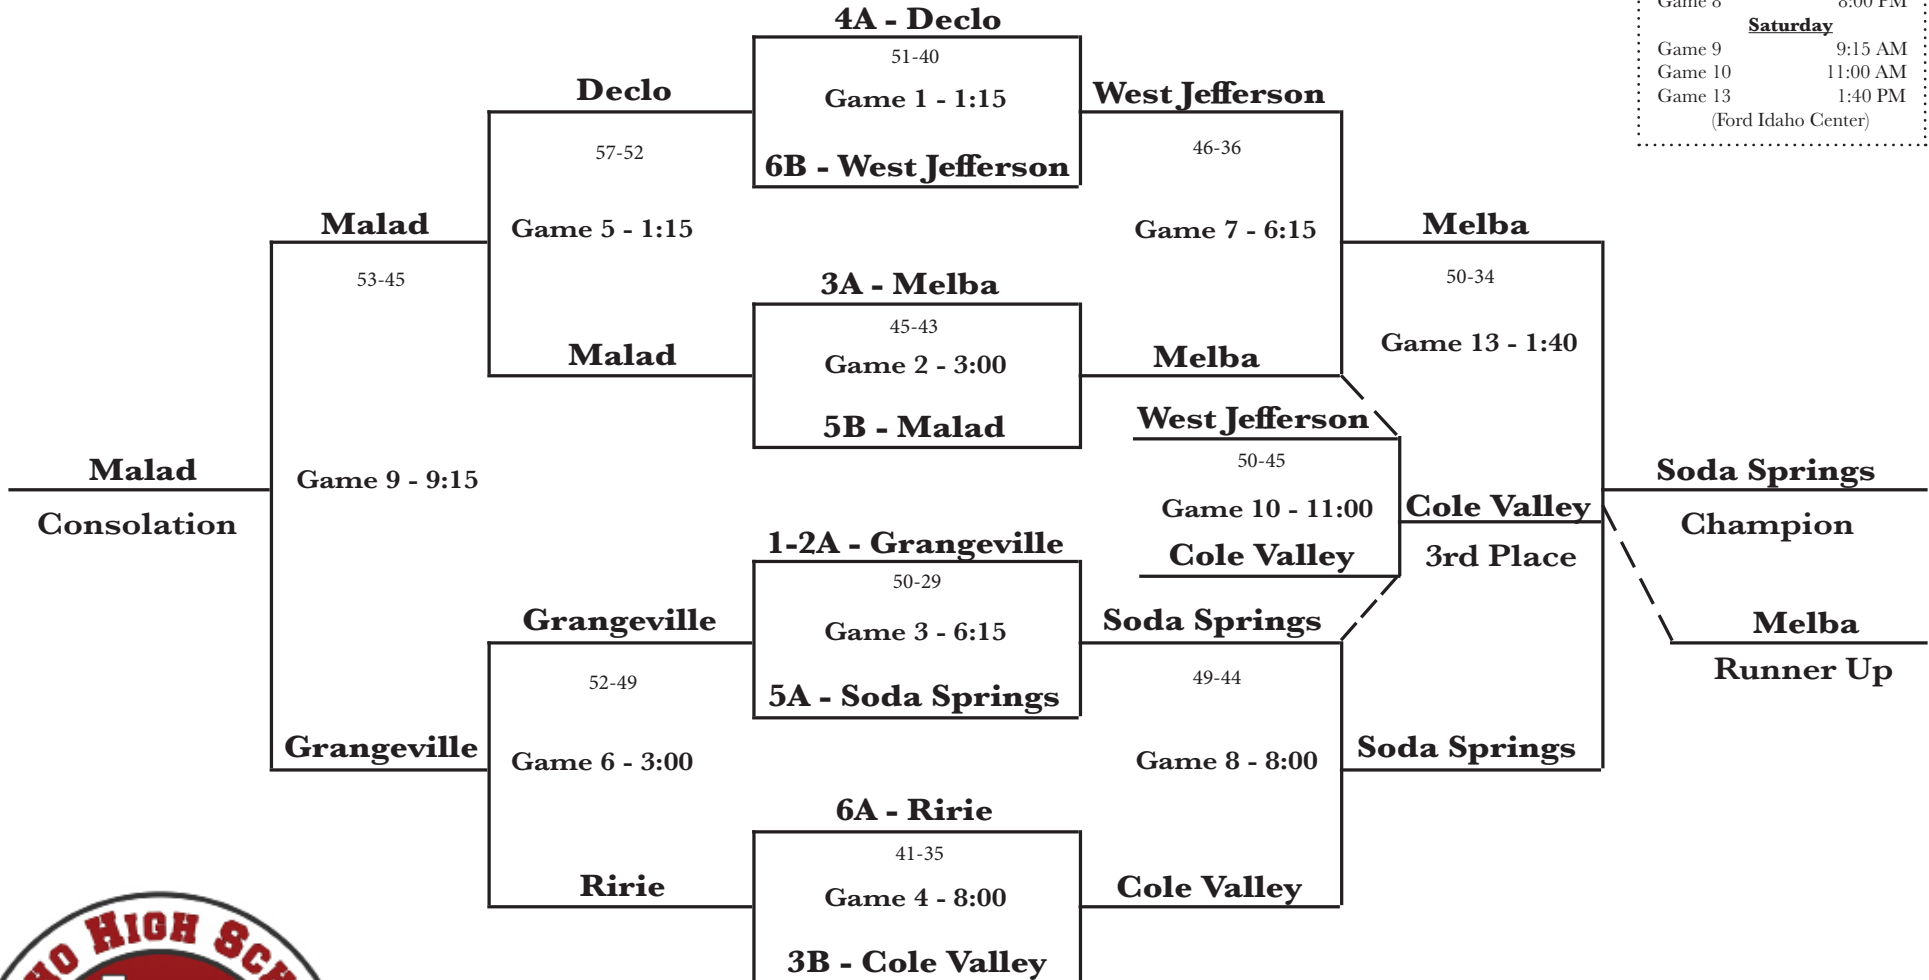 4A - Declo
51-40
Game 1 - 1:15
6B - West Jefferson
Declo
57-52
Game 5 - 1:15
Malad
Malad
53-45
Game 9 - 9:15
Malad
Consolation
Grangeville
3A - Melba
45-43
Game 2 - 3:00
5B - Malad
1-2A - Grangeville
50-29
Game 3 - 6:15
5A - Soda Springs
Grangeville
52-49
Game 6 - 3:00
Ririe
6A - Ririe
41-35
Game 4 - 8:00
3B - Cole Valley
West Jefferson
46-36
Game 7 - 6:15
Melba
West Jefferson
50-45
Game 10 - 11:00
Cole Valley
Cole Valley
3rd Place
Soda Springs
49-44
Game 8 - 8:00
Cole Valley
Melba
50-34
Game 13 - 1:40
Soda Springs
Soda Springs
Champion
Melba
Runner Up
Game 8 8:00 PM
Saturday
Game 9 9:15 AM
Game 10 11:00 AM
Game 13 1:40 PM
(Ford Idaho Center)
HIGH